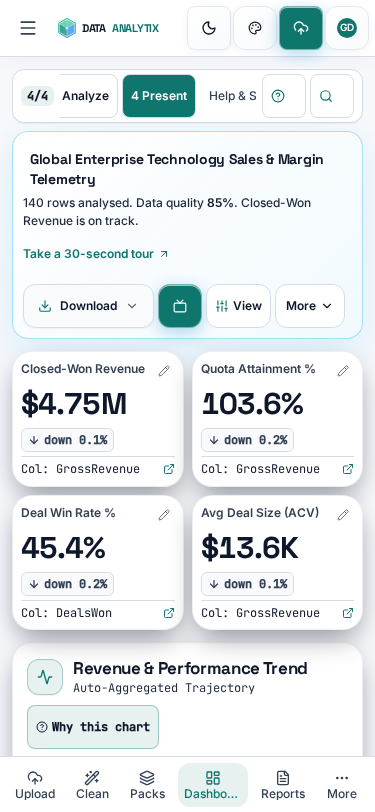 DATA ANALYTIX
GD
4/4 Analyze 4 Present Help & S
Global Enterprise Technology Sales & Margin
Telemetry
140 rows analysed. Data quality 85%. Closed-Won
Revenue is on track.
Take a 30-second tour
Download View More
Closed-Won Revenue
$4.75M
down 0.1%
Col: GrossRevenue
Quota Attainment %
103.6%
down 0.2%
Col: GrossRevenue
Deal Win Rate %
45.4%
down 0.2%
Col: DealsWon
Avg Deal Size (ACV)
$13.6K
down 0.1%
Col: GrossRevenue
Revenue & Performance Trend
Auto-Aggregated Trajectory
Why this chart
Upload Clean Packs Dashbo... Reports More